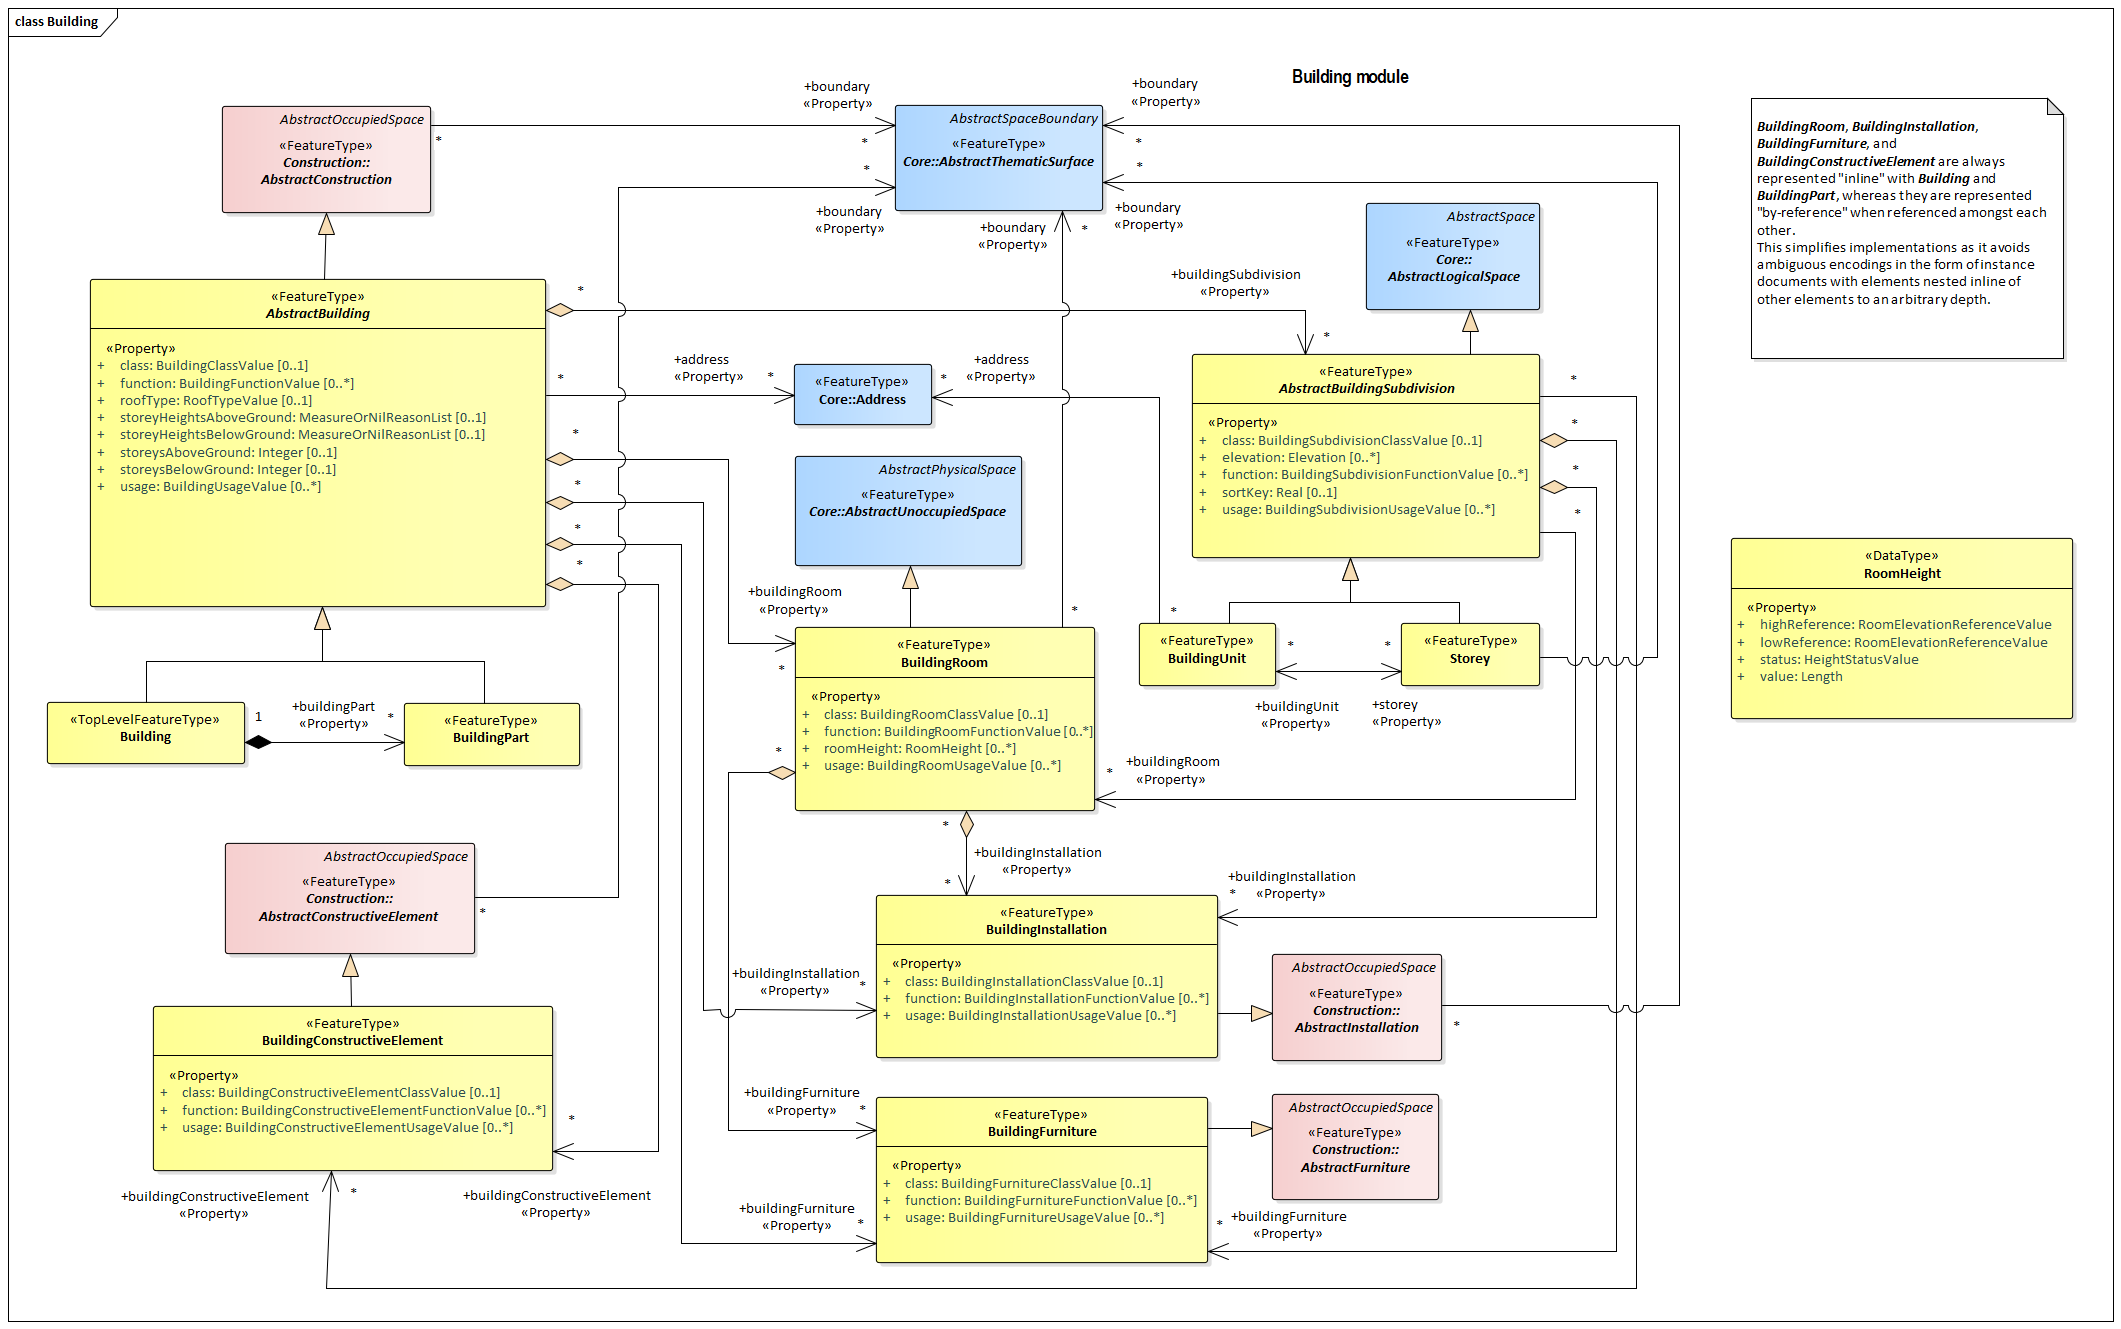 class Building
Building module
+boundary
«Property»
*
*
+boundary
«Property»
*
AbstractOccupiedSpace
«FeatureType»
Construction::
AbstractConstruction
AbstractSpaceBoundary
«FeatureType»
Core::AbstractThematicSurface
*
+boundary
«Property»
+boundary
«Property»
*
*
+boundary
«Property»
BuildingRoom, BuildingInstallation,
BuildingFurniture, and
BuildingConstructiveElement are always
represented "inline" with Building and
BuildingPart, whereas they are represented
"by-reference" when referenced amongst each
other.
This simplifies implementations as it avoids
ambiguous encodings in the form of instance
documents with elements nested inline of
other elements to an arbitrary depth.
AbstractSpace
«FeatureType»
Core::
AbstractLogicalSpace
«FeatureType»
AbstractBuilding
«Property»
+ class: BuildingClassValue [0..1]
+ function: BuildingFunctionValue [0..*]
+ roofType: RoofTypeValue [0..1]
+ storeyHeightsAboveGround: MeasureOrNilReasonList [0..1]
+ storeyHeightsBelowGround: MeasureOrNilReasonList [0..1]
+ storeysAboveGround: Integer [0..1]
+ storeysBelowGround: Integer [0..1]
+ usage: BuildingUsageValue [0..*]
*
+buildingSubdivision
«Property»
*
*
+address
«Property»
*
«FeatureType»
Core::Address
*
+address
«Property»
*
*
*
*
AbstractPhysicalSpace
«FeatureType»
Core::AbstractUnoccupiedSpace
«FeatureType»
AbstractBuildingSubdivision
«Property»
+ class: BuildingSubdivisionClassValue [0..1]
+ elevation: Elevation [0..*]
+ function: BuildingSubdivisionFunctionValue [0..*]
+ sortKey: Real [0..1]
+ usage: BuildingSubdivisionUsageValue [0..*]
*
*
*
*
«DataType»
RoomHeight
«Property»
+ highReference: RoomElevationReferenceValue
+ lowReference: RoomElevationReferenceValue
+ status: HeightStatusValue
+ value: Length
+buildingRoom
«Property»
*
*
*
«FeatureType»
BuildingRoom
«Property»
+ class: BuildingRoomClassValue [0..1]
+ function: BuildingRoomFunctionValue [0..*]
+ roomHeight: RoomHeight [0..*]
+ usage: BuildingRoomUsageValue [0..*]
*
«FeatureType»
BuildingUnit
*
*
«FeatureType»
Storey
+buildingUnit
«Property»
+storey
«Property»
«TopLevelFeatureType»
Building
1
+buildingPart
«Property»
*
«FeatureType»
BuildingPart
*
+buildingRoom
«Property»
*
+buildingInstallation
«Property»
*
+buildingInstallation
*
«Property»
AbstractOccupiedSpace
«FeatureType»
Construction::
AbstractConstructiveElement
*
«FeatureType»
BuildingInstallation
«Property»
+ class: BuildingInstallationClassValue [0..1]
+ function: BuildingInstallationFunctionValue [0..*]
+ usage: BuildingInstallationUsageValue [0..*]
+buildingInstallation
«Property»
*
AbstractOccupiedSpace
«FeatureType»
Construction::
AbstractInstallation
*
«FeatureType»
BuildingConstructiveElement
«Property»
+ class: BuildingConstructiveElementClassValue [0..1]
+ function: BuildingConstructiveElementFunctionValue [0..*]
+ usage: BuildingConstructiveElementUsageValue [0..*]
*
+buildingFurniture
«Property»
*
«FeatureType»
BuildingFurniture
«Property»
+ class: BuildingFurnitureClassValue [0..1]
+ function: BuildingFurnitureFunctionValue [0..*]
+ usage: BuildingFurnitureUsageValue [0..*]
AbstractOccupiedSpace
«FeatureType»
Construction::
AbstractFurniture
+buildingConstructiveElement
«Property»
*
+buildingConstructiveElement
«Property»
+buildingFurniture
«Property»
*
*
+buildingFurniture
«Property»